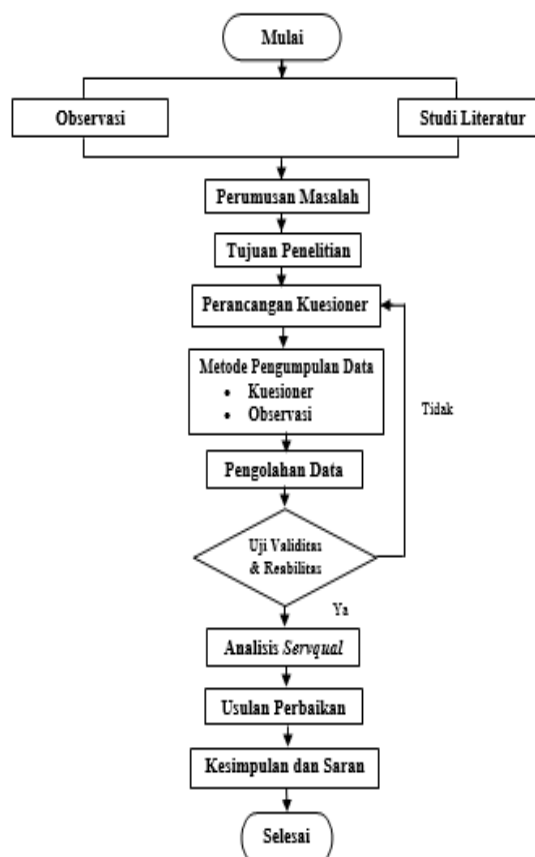 Mulai
Observasi
Studi Literatur
Perumusan Masalah
Tujuan Penelitian
Perancangan Kuesioner
Metode Pengumpulan Data
• Kuesioner
• Observasi
Tidak
Pengolahan Data
Uji Validitas
& Reabilitas
Ya
Analisis Servqual
Usulan Perbaikan
Kesimpulan dan Saran
Selesai